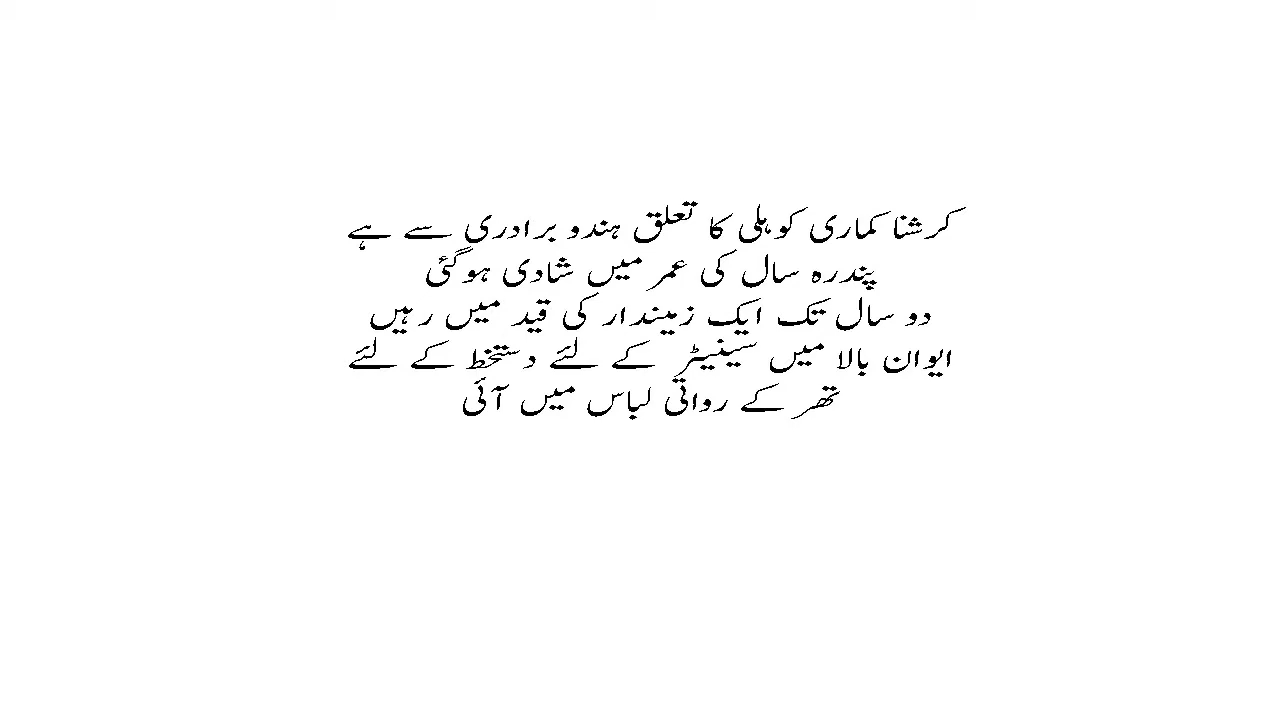 کرشنا کماری کوہلی کا تعلق ہندو برادری سے ہے
پندرہ سال کی عمر میں شادی ہوگئی
دو سال تک ایک زمیندار کی قید میں رہیں
ایوان بالا میں سینیٹر کے لئے دستخط کے لئے
تھر کے رواتی لباس میں آئی